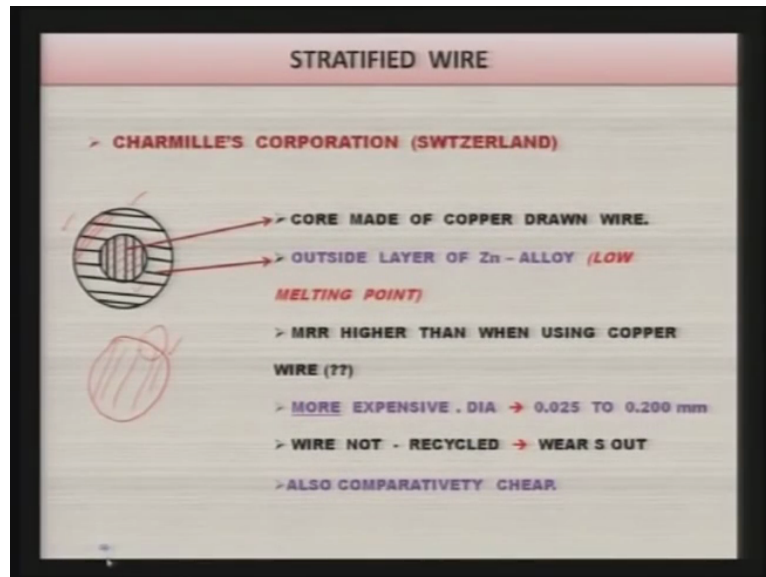 STRATIFIED WIRE
➢ CHARMILLE'S CORPORATION (SWTZERLAND)
➢ CORE MADE OF COPPER DRAWN WIRE.
➢ OUTSIDE LAYER OF Zn – ALLOY (LOW
MELTING POINT)
➢ MRR HIGHER THAN WHEN USING COPPER
WIRE (??)
➢ MORE EXPENSIVE . DIA → 0.025 TO 0.200 mm
➢ WIRE NOT - RECYCLED → WEAR S OUT
➢ALSO COMPARATIVETY CHEAP.